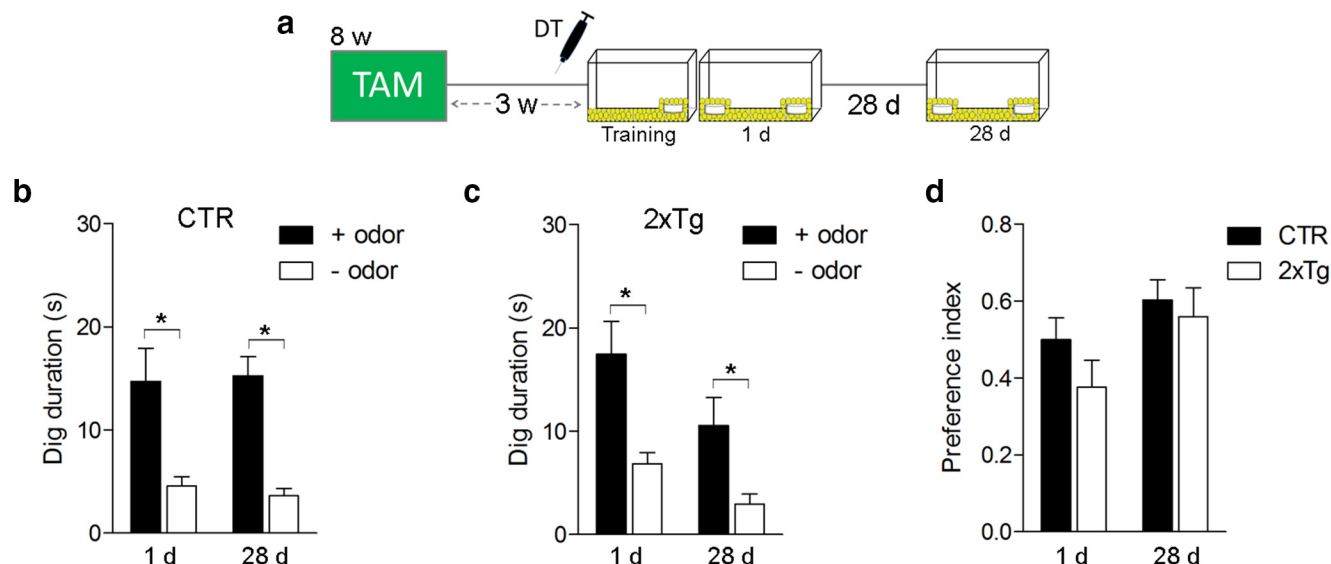 a
8 w
TAM
3 w
DT
Training
1 d
28 d
28 d
b
CTR
+ odor
- odor
Dig duration (s)
30
20
10
0
*
*
1 d
28 d
c
2xTg
+ odor
- odor
Dig duration (s)
30
20
10
0
*
*
1 d
28 d
d
CTR
2xTg
Preference index
0.8
0.6
0.4
0.2
0.0
1 d
28 d